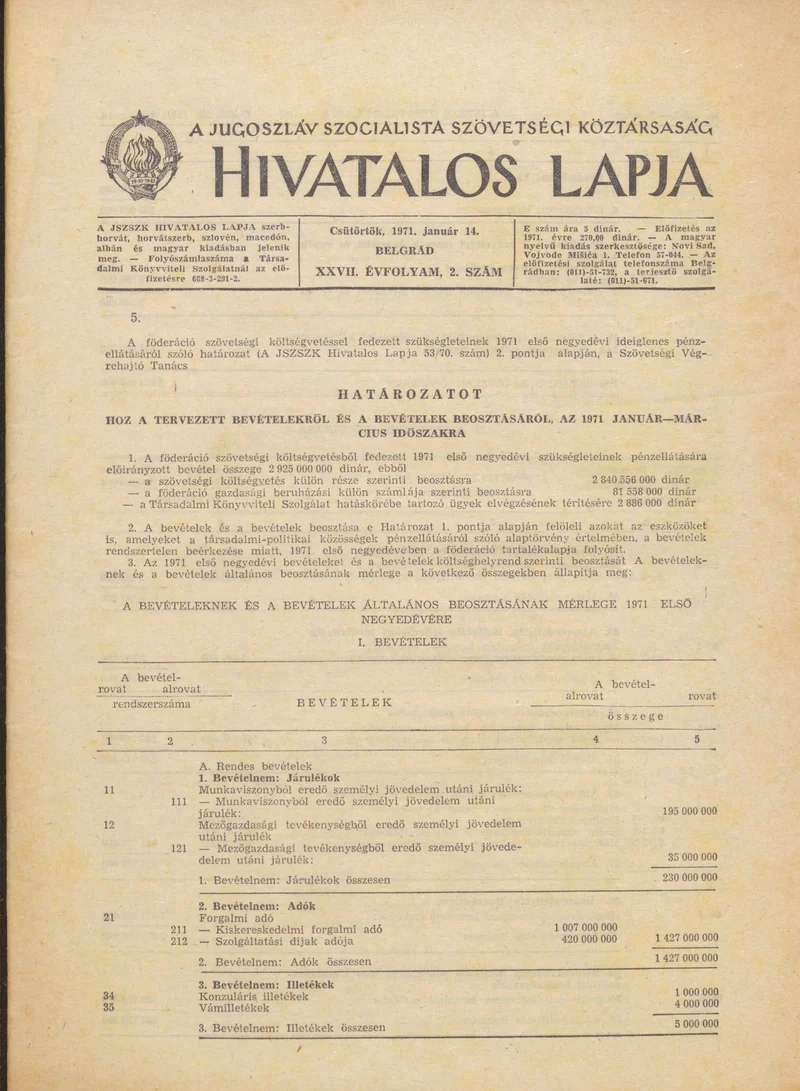 A JUGOSZLÁV SZOCIALISTA SZÖVETSÉGI KÖZTÁRSASÁG
HIVATALOS LAPJA
A JSZSZK HIVATALOS LAPJA szerb-
horvát, horvátszerb, szlovén, macedón,
albán és magyar kiadásban jelenik
meg. — Folyószámlaszáma a Társa-
dalmi Könyvviteli Szolgálatnál az elő-
fizetésre 608-3-291-2.
Csütörtök, 1971. január 14.
BELGRÁD
XXVII. ÉVFOLYAM, 2. SZÁM
E szám ára 5 dinár. — Előfizetés az
1971. évre 270,00 dinár. — A magyar
nyelvű kiadás szerkesztősége: Novi Sad,
Vojvode Mišića 1. Telefon 57-044. — Az
előfizetési szolgálat telefonszáma Belg-
rádban: (011)-51-732, a terjesztő szolgá-
laté: (011)-51-671.
5.
A föderáció szövetségi költségvetéssel fedezett szükségleteinek 1971 első negyedévi ideiglenes pénz-
ellátásáról szóló határozat (A JSZSZK Hivatalos Lapja 53/70. szám) 2. pontja alapján, a Szövetségi Vég-
rehajtó Tanács
HATÁROZATOT
HOZ A TERVEZETT BEVÉTELEKRŐL ÉS A BEVÉTELEK BEOSZTÁSÁRÓL, AZ 1971 JANUÁR—MÁR-
CIUS IDŐSZAKRA
1. A föderáció szövetségi költségvetésből fedezett 1971 első negyedévi szükségleteinek pénzellátására
előirányzott bevétel összege 2 925 000 000 dinár, ebből
— a szövetségi költségvetés külön része szerinti beosztásra 2 840 556 000 dinár
— a föderáció gazdasági beruházási külön számlája szerinti beosztásra 81 558 000 dinár
— a Társadalmi Könyvviteli Szolgálat hatáskörébe tartozó ügyek elvégzésének térítésére 2 886 000 dinár
2. A bevételek és a bevételek beosztása e Határozat 1. pontja alapján felöleli azokat az eszközöket
is, amelyeket a társadalmi-politikai közösségek pénzellátásáról szóló alaptörvény értelmében, a bevételek
rendszertelen beérkezése miatt, 1971 első negyedévében a föderáció tartalékalapja folyósít.
3. Az 1971 első negyedévi bevételeket és a bevételek költséghelyrend szerinti beosztását A bevételek-
nek és a bevételek általános beosztásának mérlege a következő összegekben állapítja meg:
A BEVÉTELEKNEK ÉS A BEVÉTELEK ÁLTALÁNOS BEOSZTÁSÁNAK MÉRLEGE 1971 ELSŐ
NEGYEDÉVÉRE
I. BEVÉTELEK
A bevétel-
rovat alrovat
rendszerszáma
BEVÉTELEK
A bevétel-
alrovat rovat
összege
1 2 3 4 5
A. Rendes bevételek
1. Bevételnem: Járulékok
11 Munkaviszonyból eredő személyi jövedelem utáni járulék:
111 — Munkaviszonyból eredő személyi jövedelem utáni
járulék: 195 000 000
12 Mezőgazdasági tevékenységből eredő személyi jövedelem
utáni járulék
121 — Mezőgazdasági tevékenységből eredő személyi jövede-
delem utáni járulék: 35 000 000
1. Bevételnem: Járulékok összesen 230 000 000
2. Bevételnem: Adók
21 Forgalmi adó
211 — Kiskereskedelmi forgalmi adó 1 007 000 000
212 — Szolgáltatási díjak adója 420 000 000 1 427 000 000
2. Bevételnem: Adók összesen 1 427 000 000
3. Bevételnem: Illetékek
34 Konzuláris illetékek 1 000 000
35 Vámilletékek 4 000 000
3. Bevételnem: Illetékek összesen 5 000 000